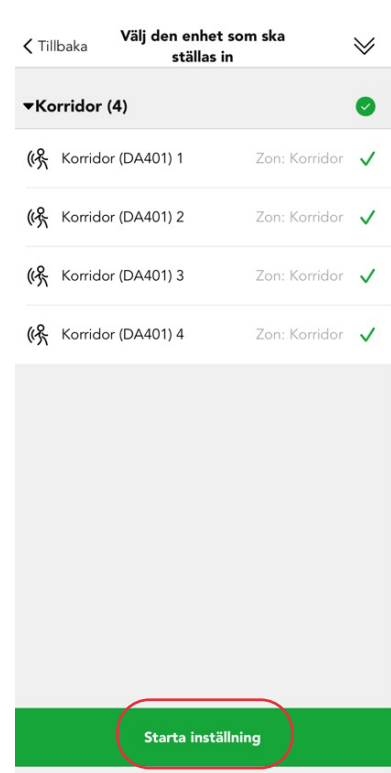 Tillbaka
Välj den enhet som ska
ställas in
Korridor (4)
Korridor (DA401) 1 Zon: Korridor
Korridor (DA401) 2 Zon: Korridor
Korridor (DA401) 3 Zon: Korridor
Korridor (DA401) 4 Zon: Korridor
Starta inställning